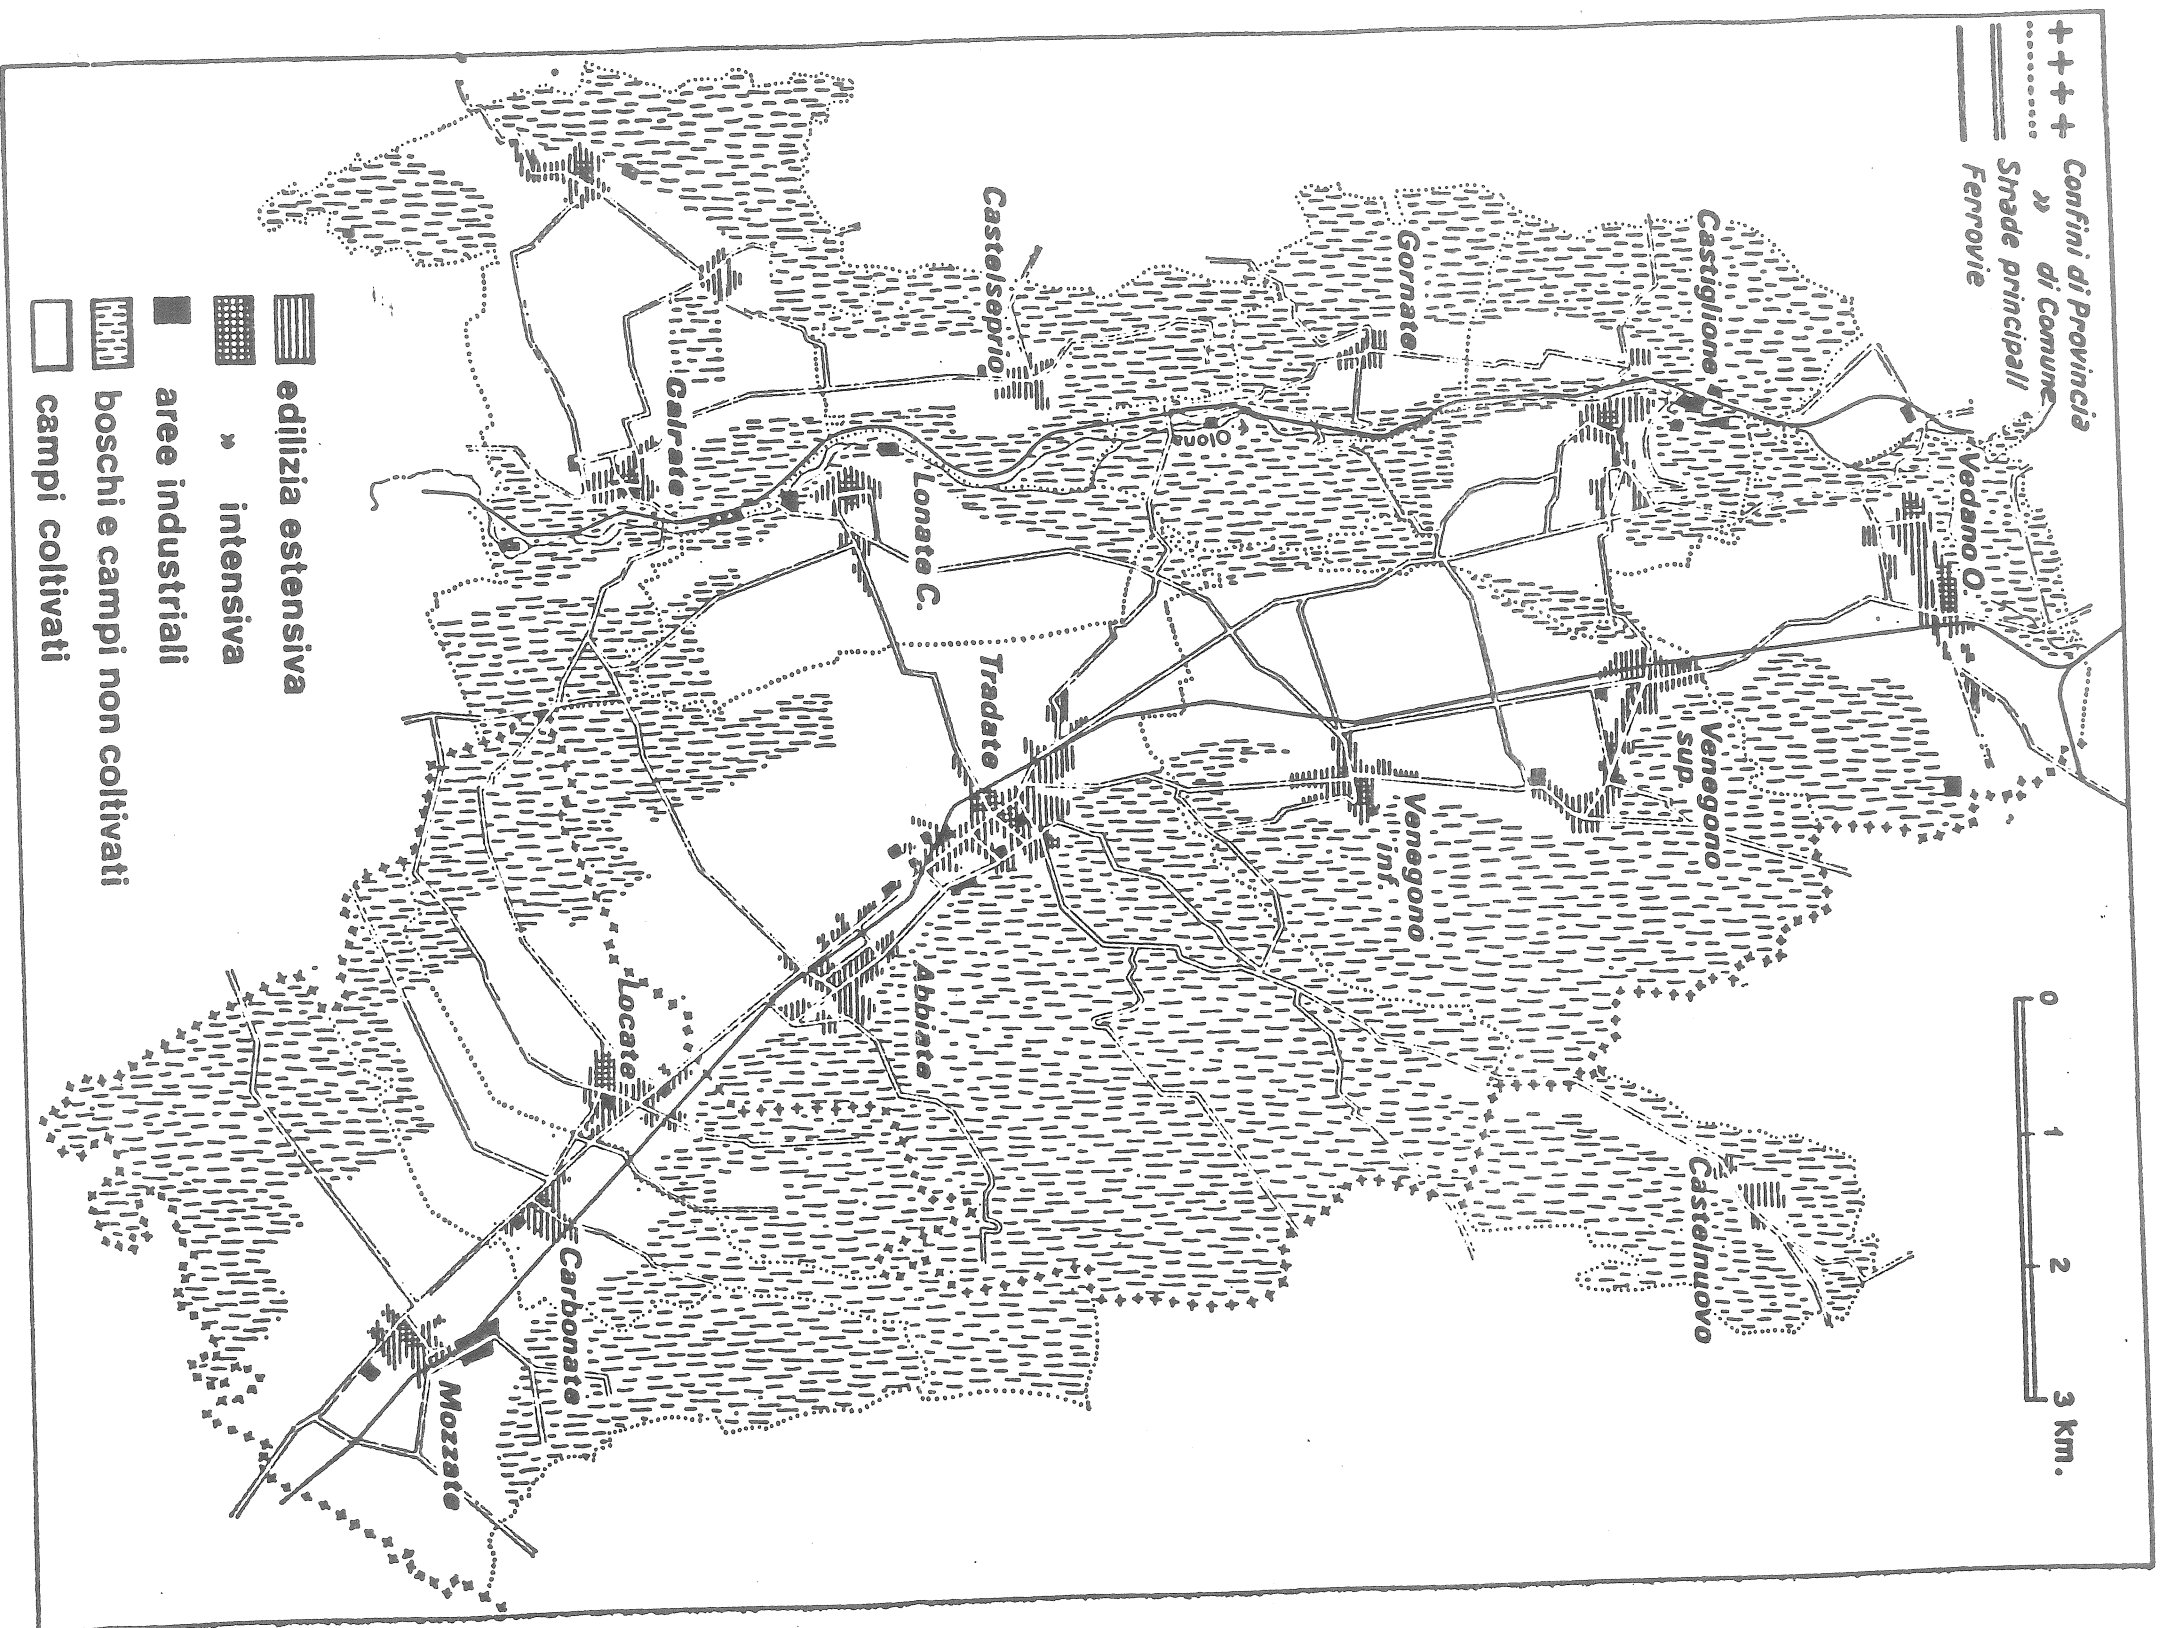 ++++ Confini di Provincia
........ » di Comune
Strade principali
Ferrovie
0 1 2 3 km.
Vedano O.
Castiglione
Venegono
sup.
Castelnuovo
Gornate
Venegono
inf.
Olona
Castelseprio
Tradate
Lonate C.
Abbiate
Cairate
Locate
Carbonate
Mozzate
edilizia estensiva
» intensiva
aree industriali
boschi e campi non coltivati
campi coltivati